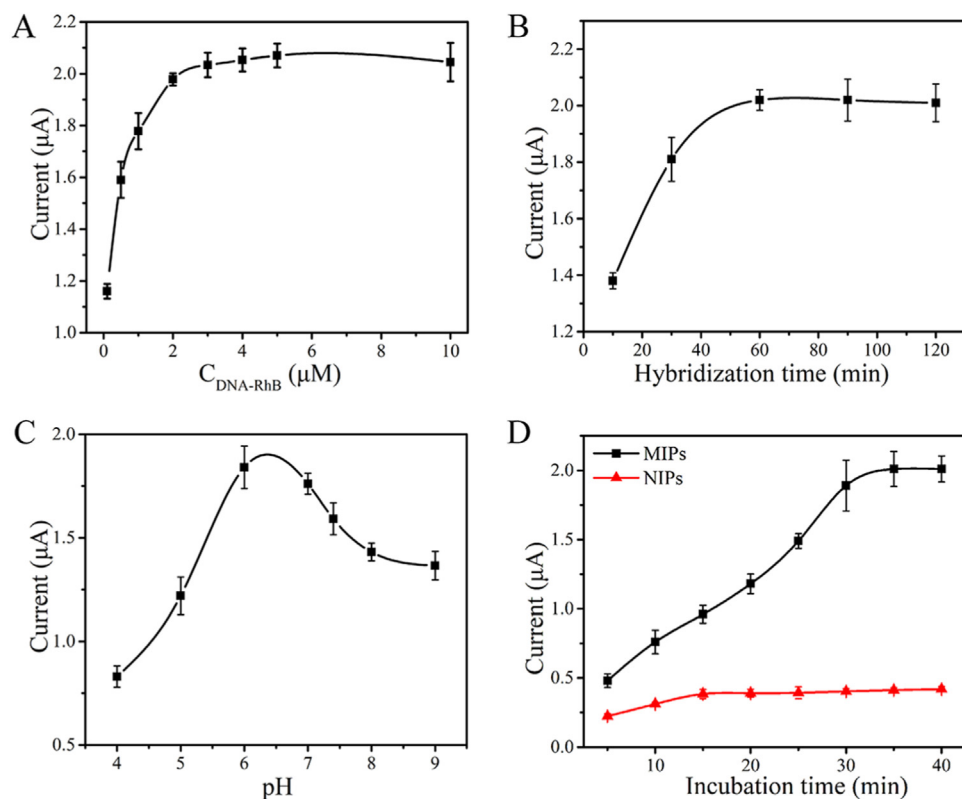 A
2.2
2.0
1.8
1.6
1.4
1.2
1.0
Current (μA)
0 2 4 6 8 10
C_DNA-RhB (μM)
B
2.2
2.0
1.8
1.6
1.4
1.2
Current (μA)
0 20 40 60 80 100 120
Hybridization time (min)
C
2.0
1.5
1.0
0.5
Current (μA)
4 5 6 7 8 9
pH
D
MIPs
NIPs
2.0
1.5
1.0
0.5
0.0
Current (μA)
10 20 30 40
Incubation time (min)